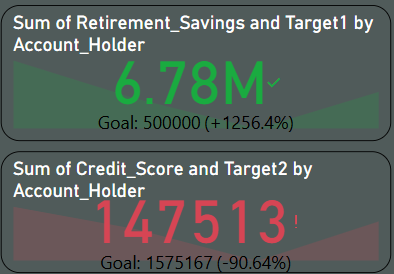 Sum of Retirement_Savings and Target1 by
Account_Holder
6.78M
Goal: 500000 (+1256.4%)
Sum of Credit_Score and Target2 by
Account_Holder
147513!
Goal: 1575167 (-90.64%)